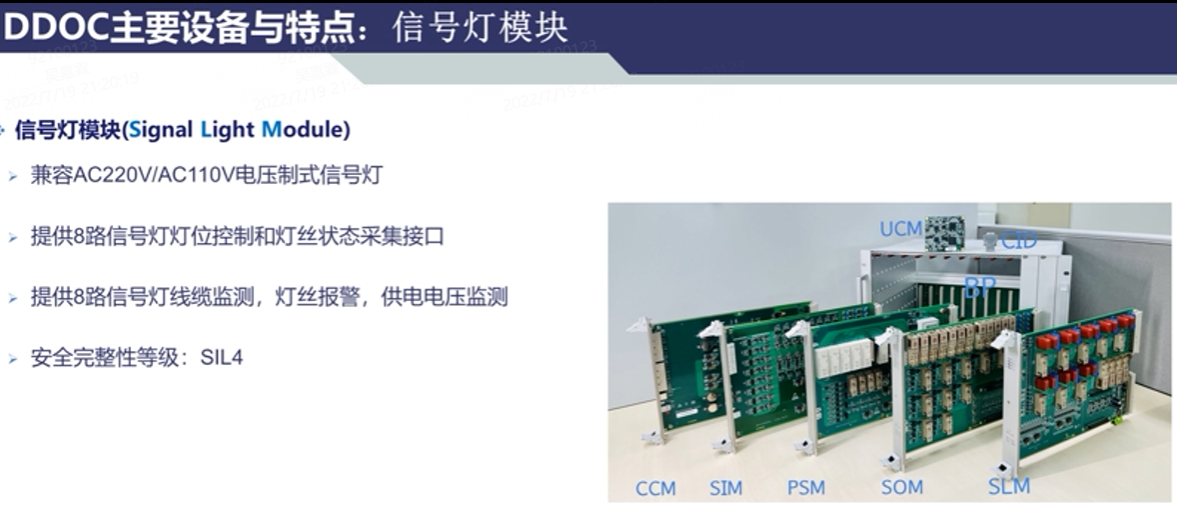 DDOC主要设备与特点：信号灯模块
信号灯模块(Signal Light Module)
兼容AC220V/AC110V电压制式信号灯
提供8路信号灯灯位控制和灯丝状态采集接口
提供8路信号灯线缆监测，灯丝报警，供电电压监测
安全完整性等级：SIL4
UCM
CID
BP
CCM
SIM
PSM
SOM
SLM